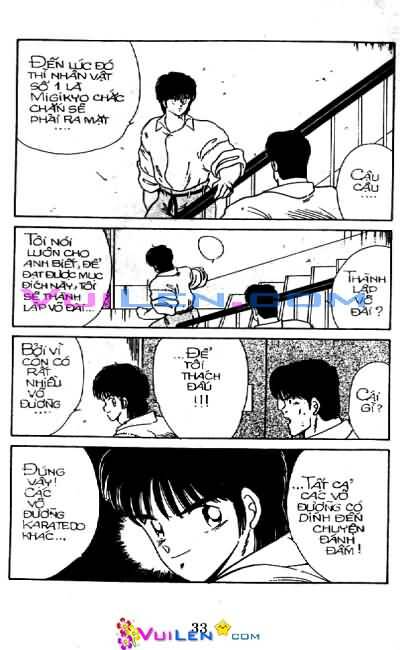 ĐẾN LÚC ĐÓ
THÌ NHÂN VẬT
SỐ 1 LÀ
MIGIKYO CHẮC
CHẮN SẼ
PHẢI RA MẶT
....
CẬU
CẬU....
TÔI NÓI
LUÔN CHO
ANH BIẾT, ĐỂ
ĐẠT ĐƯỢC MỤC
ĐÍCH NÀY, TÔI
SẼ THÀNH
LẬP VÕ ĐÀI...
THÀNH
LẬP VÕ
ĐÀI?
VUILEN.COM
BỞI VÌ
CÒN CÓ
RẤT
NHIỀU
VÕ
ĐƯỜNG
....
...ĐỂ
TÔI
THÁCH
ĐẤU
!!!
CÁI
GÌ?
ĐÚNG
VẬY!
CÁC
VÕ
ĐƯỜNG
KARATEDO
KHÁC...
...TẤT CẢ
CÁC VÕ
ĐƯỜNG CÓ
DÍNH ĐẾN
CHUYỆN
ĐÁNH
ĐẤM!
33
VUILEN
.COM